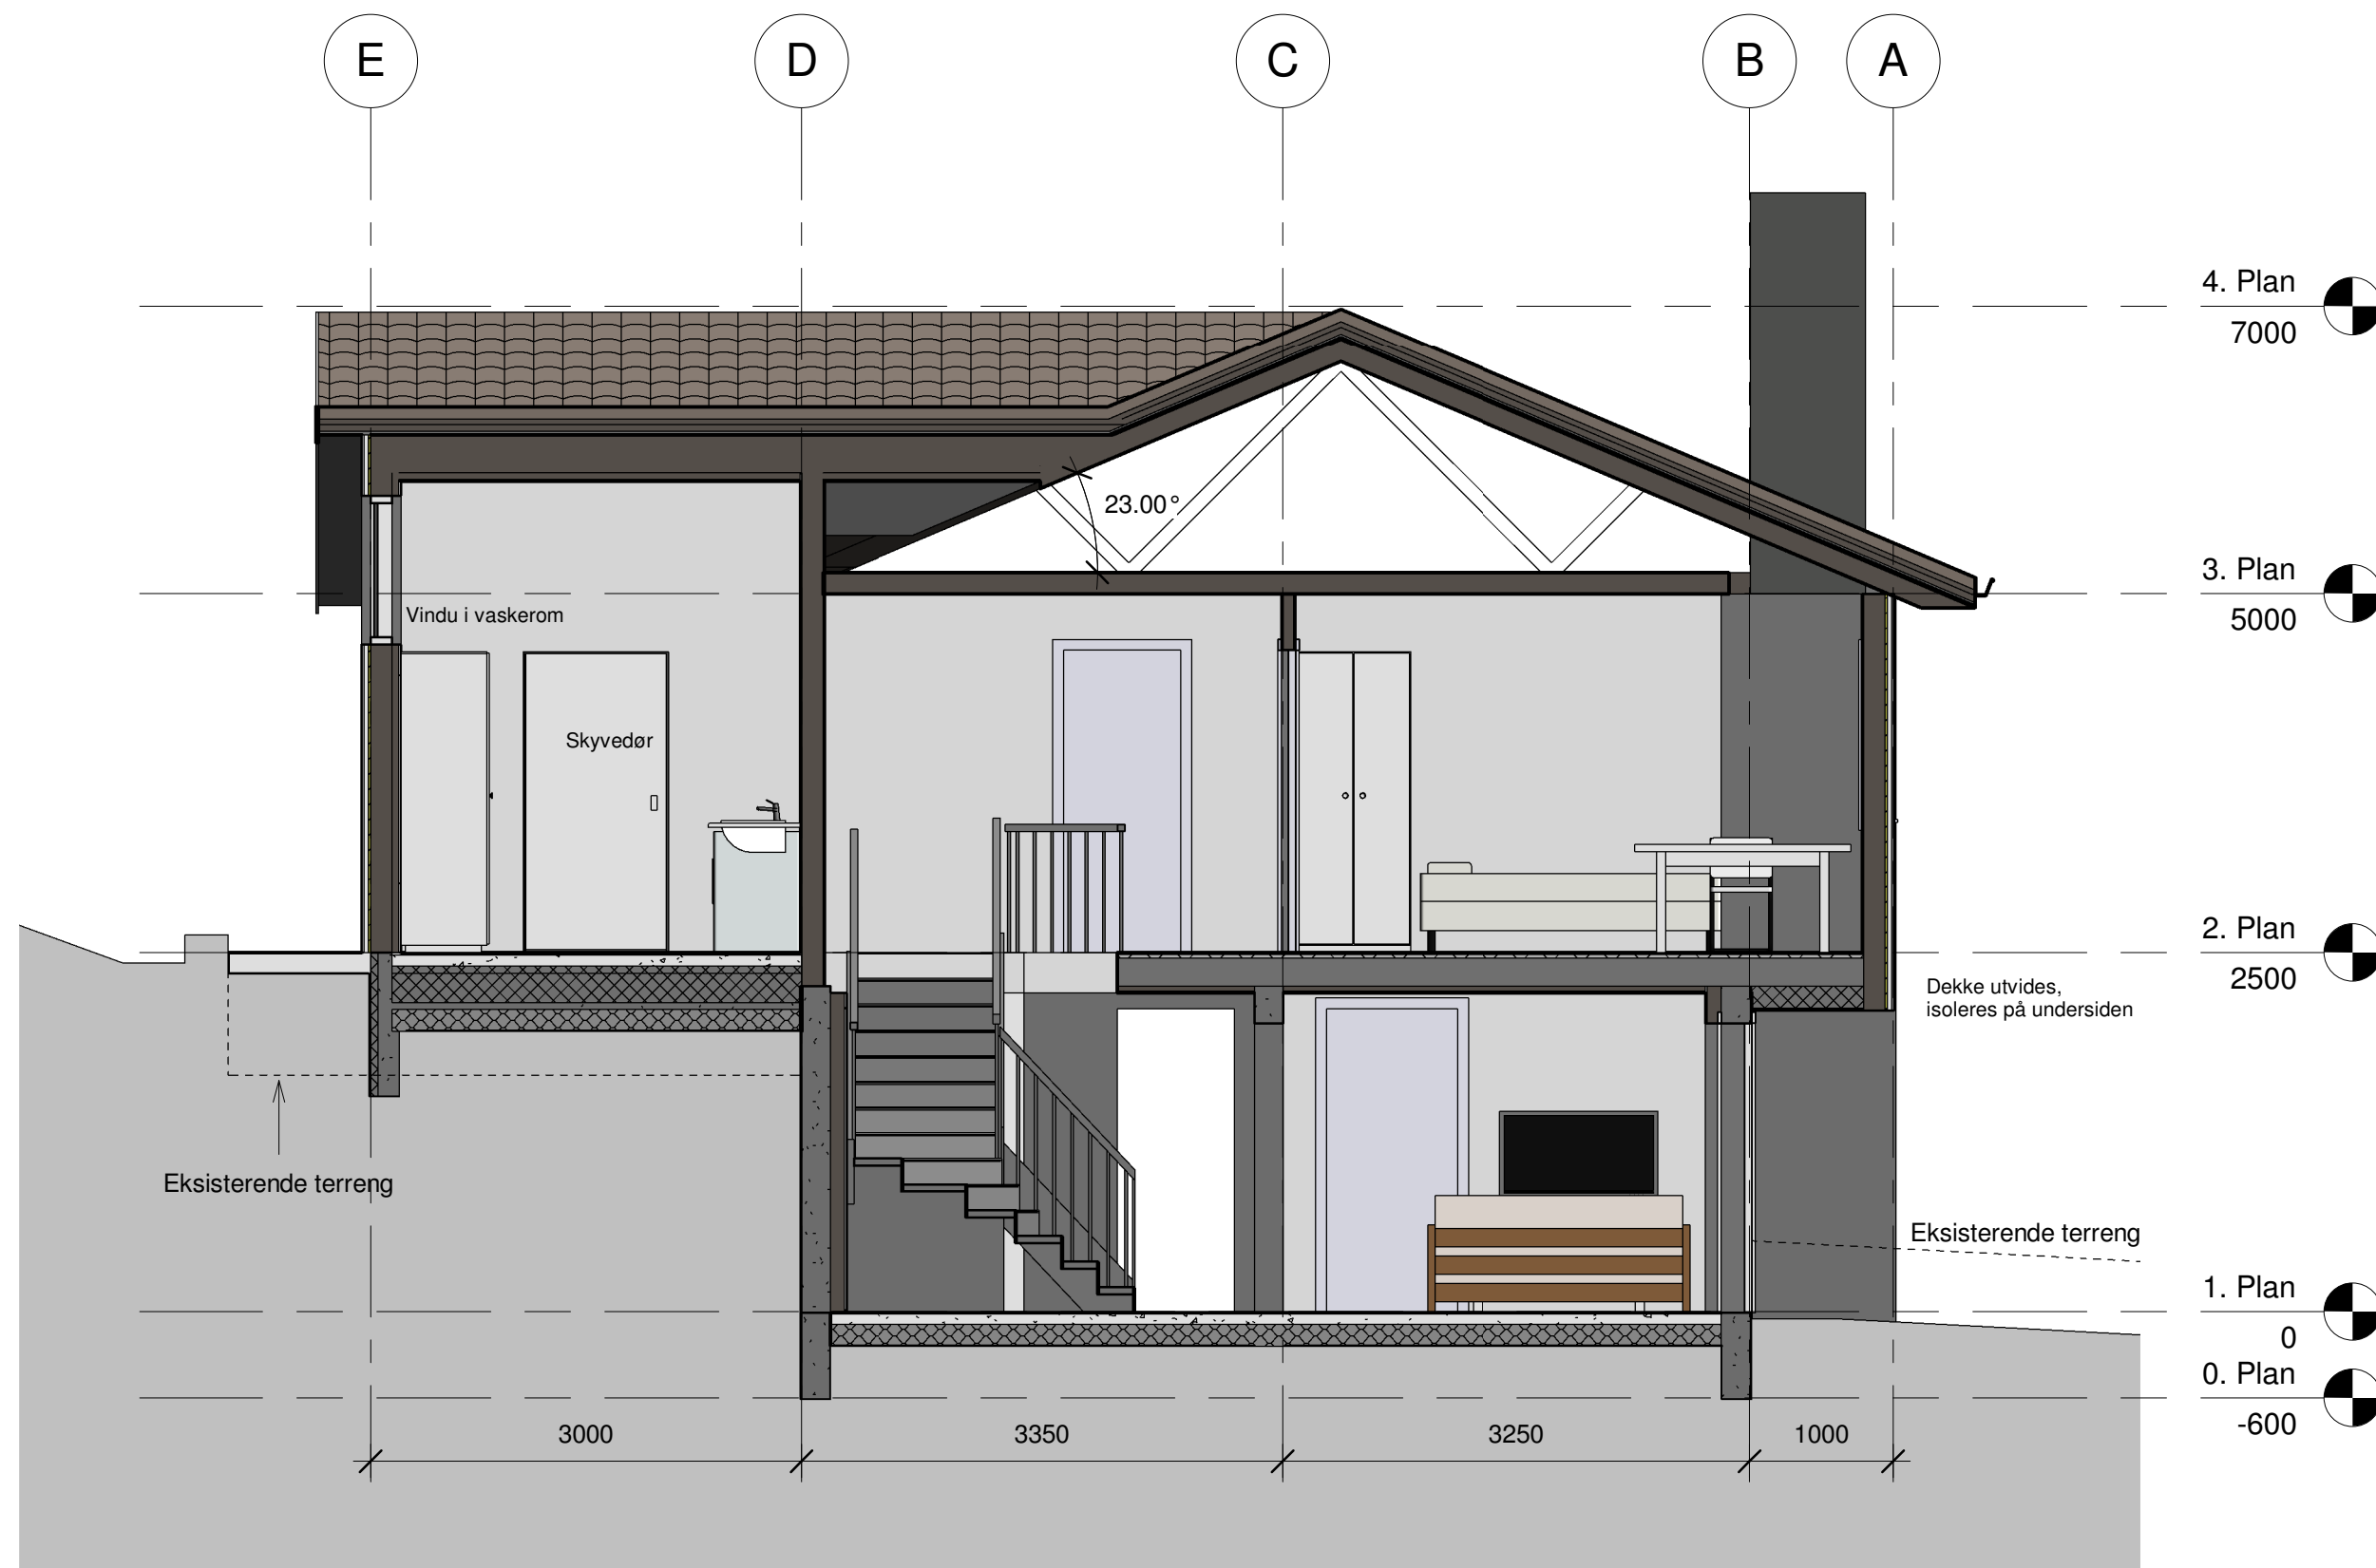 E
D
C
B
A
4. Plan
7000
23.00°
3. Plan
5000
Vindu i vaskerom
Skyvedør
2. Plan
2500
Dekke utvides,
isoleres på undersiden
Eksisterende terreng
Eksisterende terreng
1. Plan
0
0. Plan
-600
3000
3350
3250
1000